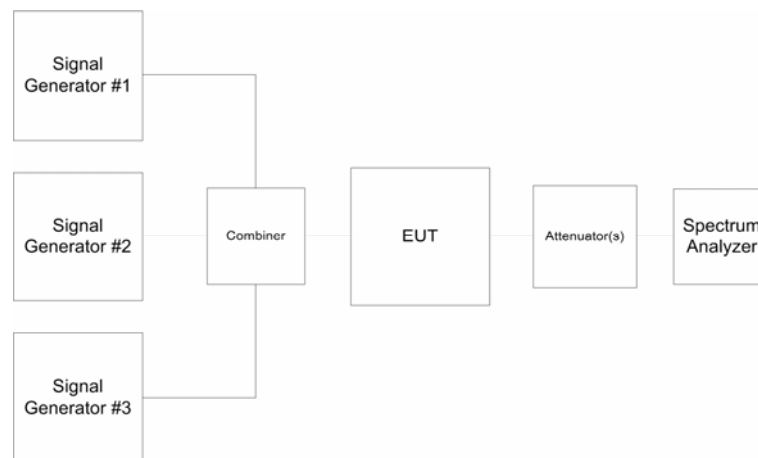 Signal
Generator #1
Signal
Generator #2
Combiner
EUT
Attenuator(s)
Spectrum
Analyzer
Signal
Generator #3